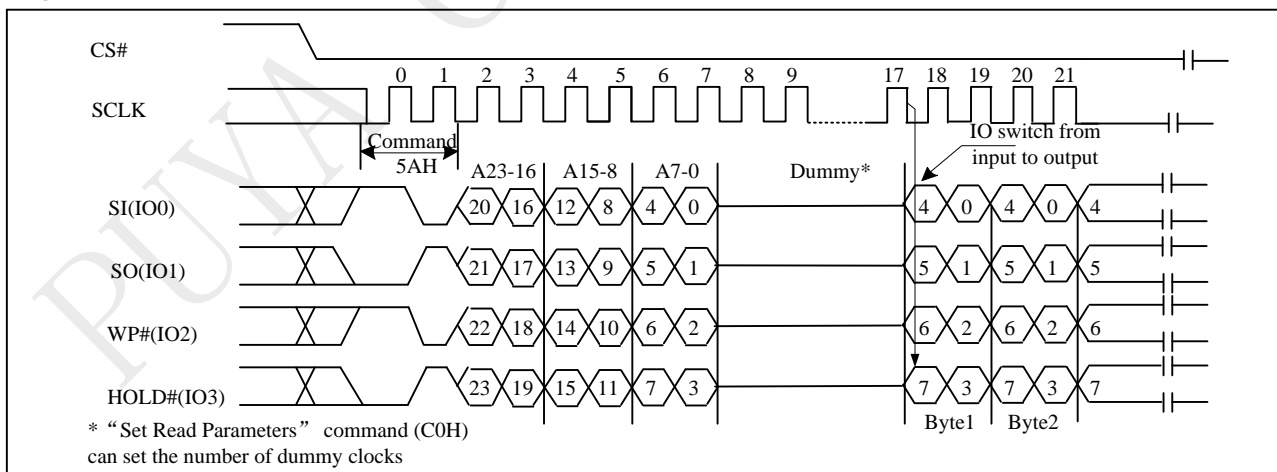 CS#
0 1 2 3 4 5 6 7 8 9 17 18 19 20 21
SCLK
Command
5AH
IO switch from
input to output
A23-16 A15-8 A7-0 Dummy*
SI(IO0) 20 16 12 8 4 0 4 0 4 0 4
SO(IO1) 21 17 13 9 5 1 5 1 5 1 5
WP#(IO2) 22 18 14 10 6 2 6 2 6 2 6
HOLD#(IO3) 23 19 15 11 7 3 7 3 7 3 7
Byte1 Byte2
* “Set Read Parameters” command (C0H)
can set the number of dummy clocks
PUYA